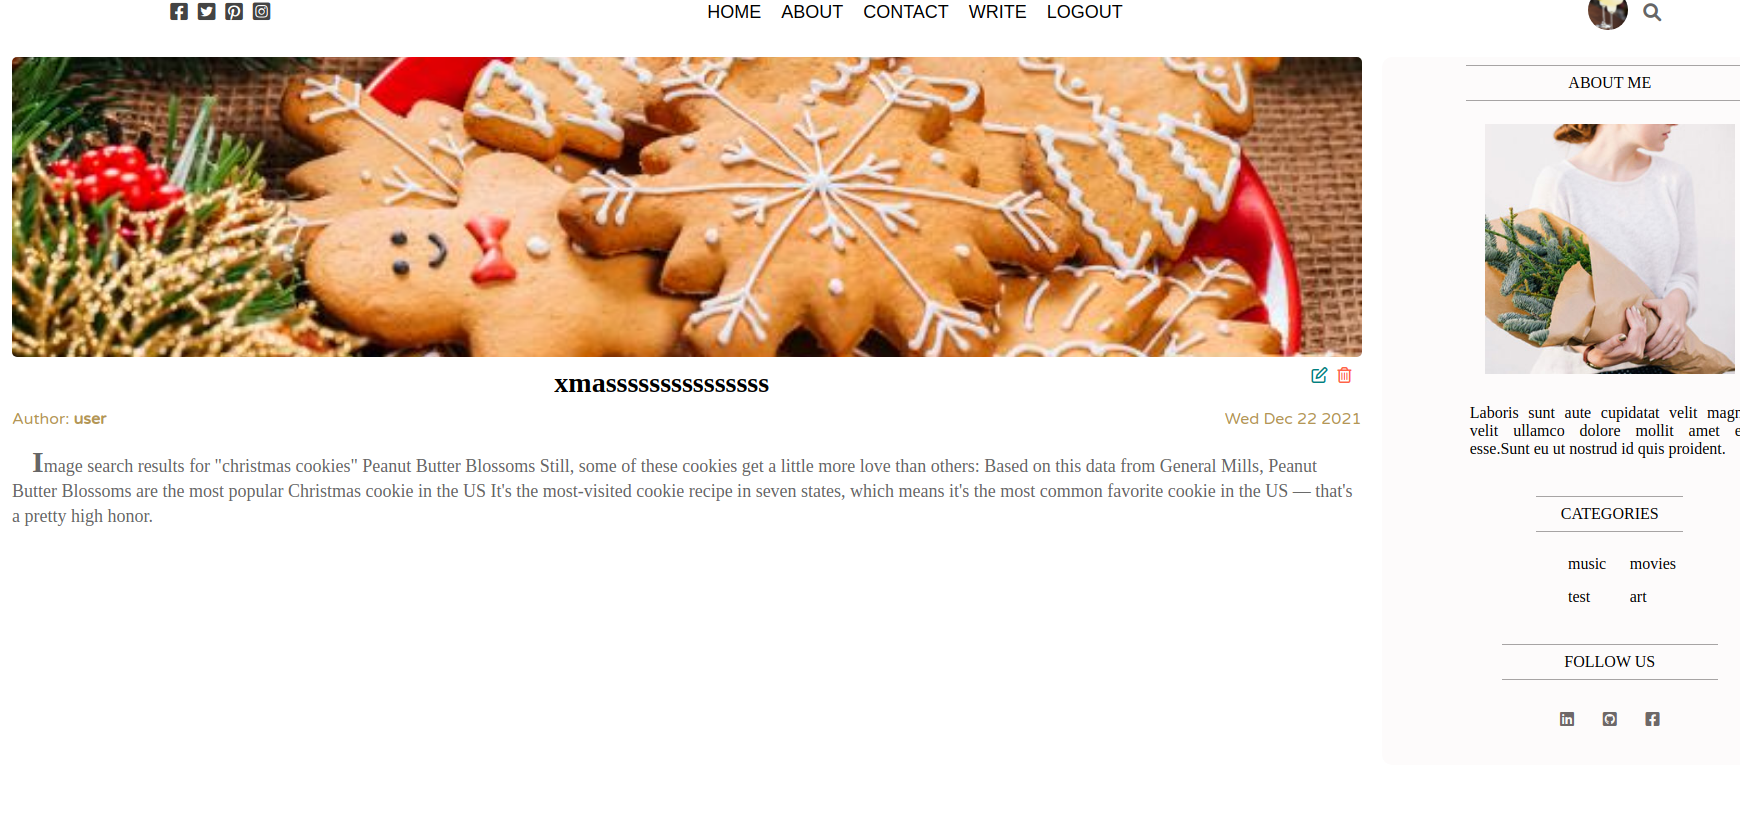 HOME ABOUT CONTACT WRITE LOGOUT
xmasssssssssssssss
Author: user
Wed Dec 22 2021
Image search results for "christmas cookies" Peanut Butter Blossoms Still, some of these cookies get a little more love than others: Based on this data from General Mills, Peanut
Butter Blossoms are the most popular Christmas cookie in the US It's the most-visited cookie recipe in seven states, which means it's the most common favorite cookie in the US — that's
a pretty high honor.
ABOUT ME
Laboris sunt aute cupidatat velit magn
velit ullamco dolore mollit amet e
esse.Sunt eu ut nostrud id quis proident.
CATEGORIES
music movies
test art
FOLLOW US